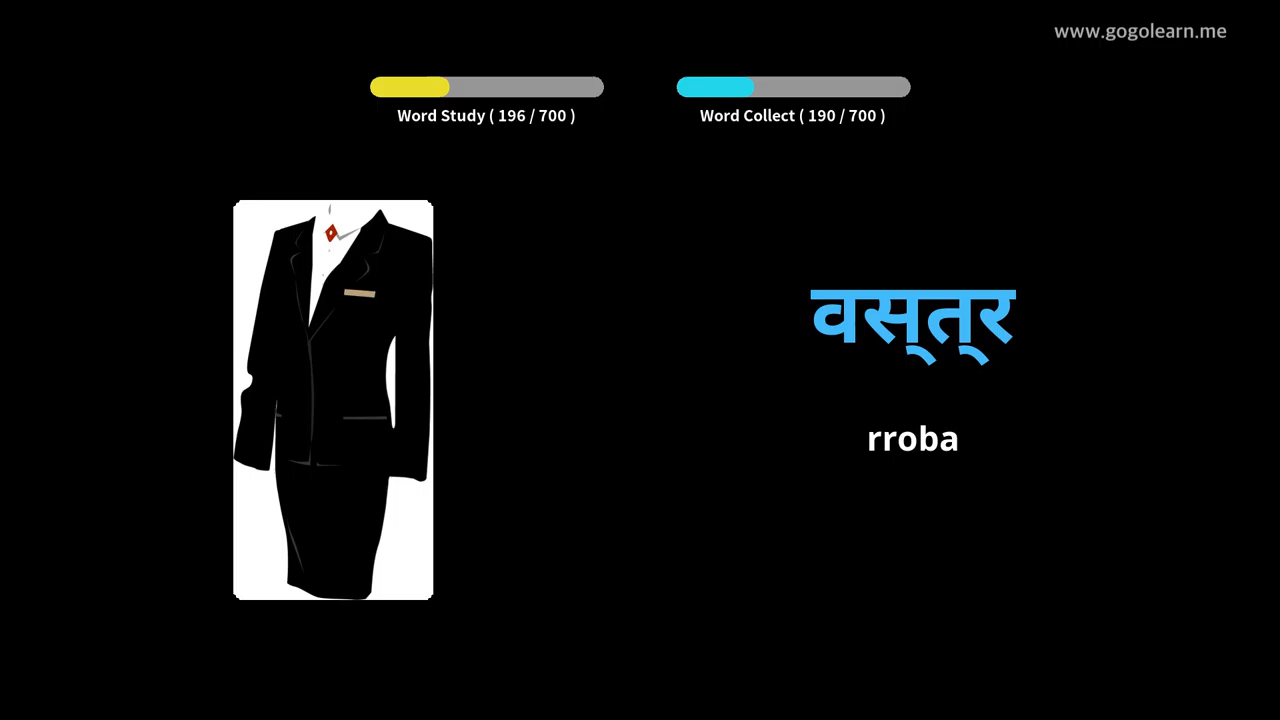 www.gogolearn.me
Word Study ( 196 / 700 )
Word Collect ( 190 / 700 )
वस्‌त्‌र
rroba